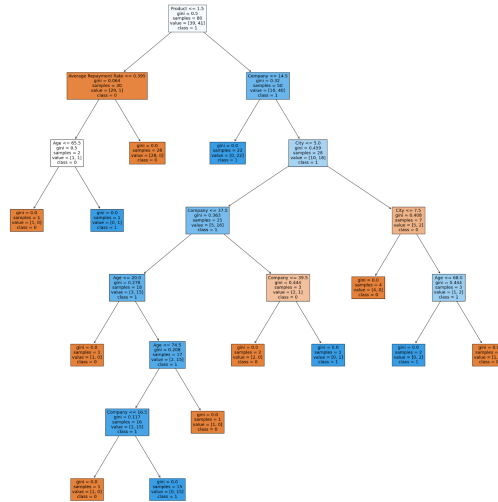 Product <= 1.5
gini = 0.5
samples = 80
value = [39, 41]
class = 1
Average Repayment Rate <= 0.395
gini = 0.064
samples = 30
value = [29, 1]
class = 0
Company <= 14.5
gini = 0.32
samples = 50
value = [10, 40]
class = 1
Age <= 65.5
gini = 0.5
samples = 2
value = [1, 1]
class = 0
gini = 0.0
samples = 28
value = [28, 0]
class = 0
gini = 0.0
samples = 22
value = [0, 22]
class = 1
City <= 5.0
gini = 0.459
samples = 28
value = [10, 18]
class = 1
gini = 0.0
samples = 1
value = [1, 0]
class = 0
gini = 0.0
samples = 1
value = [0, 1]
class = 1
Company <= 37.5
gini = 0.363
samples = 21
value = [5, 16]
class = 1
City <= 7.5
gini = 0.408
samples = 7
value = [5, 2]
class = 0
Age <= 20.0
gini = 0.278
samples = 18
value = [3, 15]
class = 1
Company <= 39.5
gini = 0.444
samples = 3
value = [2, 1]
class = 0
gini = 0.0
samples = 4
value = [4, 0]
class = 0
Age <= 68.0
gini = 0.444
samples = 3
value = [1, 2]
class = 1
gini = 0.0
samples = 1
value = [1, 0]
class = 0
Age <= 74.5
gini = 0.208
samples = 17
value = [2, 15]
class = 1
gini = 0.0
samples = 2
value = [2, 0]
class = 0
gini = 0.0
samples = 1
value = [0, 1]
class = 1
gini = 0.0
samples = 2
value = [0, 2]
class = 1
Company <= 16.5
gini = 0.117
samples = 16
value = [1, 15]
class = 1
gini = 0.0
samples = 1
value = [1, 0]
class = 0
gini = 0.0
samples = 1
value = [1, 0]
class = 0
gini = 0.0
samples = 15
value = [0, 15]
class = 1